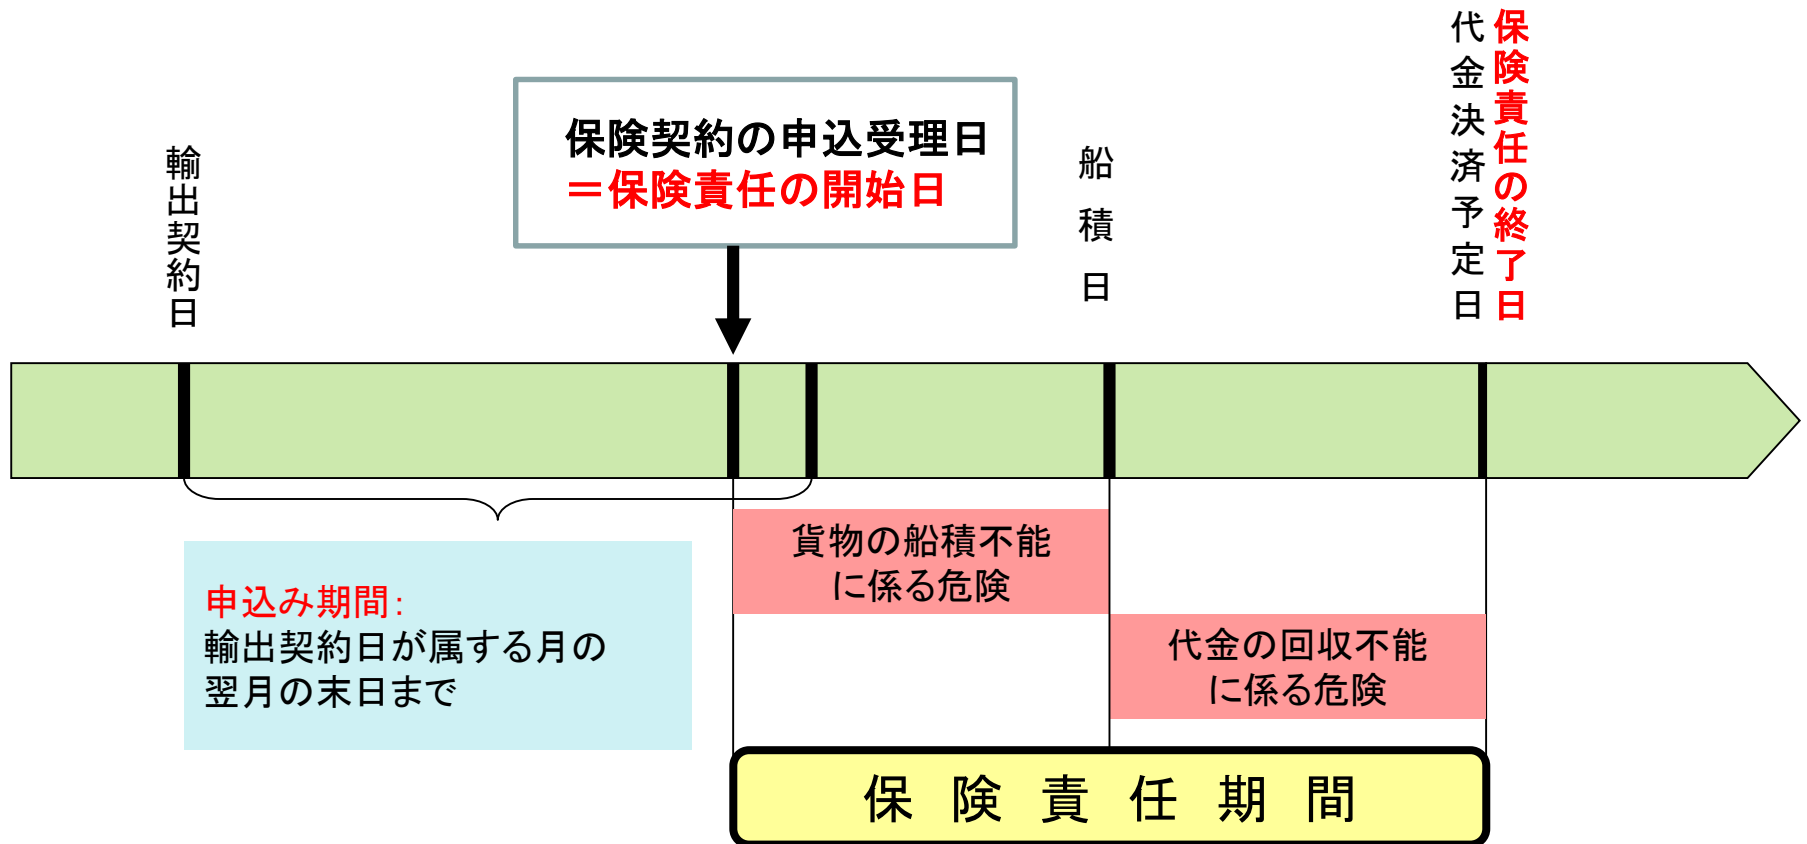 輸出契約日
保険契約の申込受理日
＝保険責任の開始日
船積日
代金決済予定日
保険責任の終了日
申込み期間：
輸出契約日が属する月の
翌月の末日まで
貨物の船積不能
に係る危険
代金の回収不能
に係る危険
保険責任期間